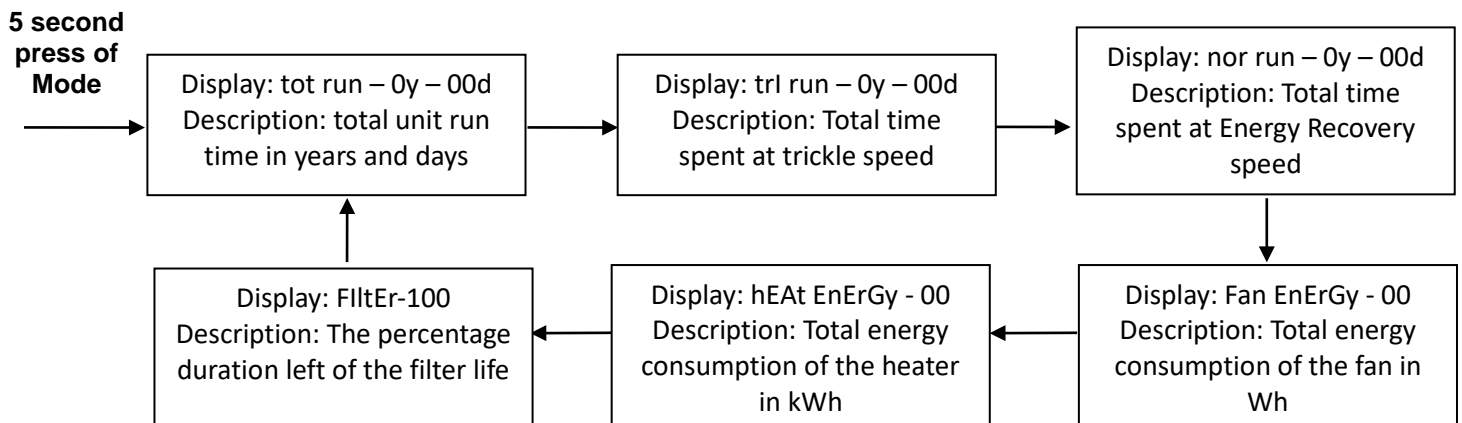 5 second
press of
Mode
Display: tot run – 0y – 00d
Description: total unit run
time in years and days
Display: trI run – 0y – 00d
Description: Total time
spent at trickle speed
Display: nor run – 0y – 00d
Description: Total time
spent at Energy Recovery
speed
Display: Fan EnErGy - 00
Description: Total energy
consumption of the fan in
Wh
Display: hEAt EnErGy - 00
Description: Total energy
consumption of the heater
in kWh
Display: FIltEr-100
Description: The percentage
duration left of the filter life